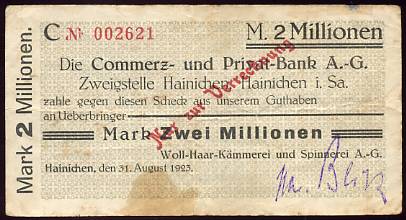 Mark 2 Millionen.
C № 002621 M. 2 Millionen
Die Commerz- und Privat-Bank A.-G.
Zweigstelle Hainichen Hainichen i. Sa.
zahle gegen diesen Scheck aus unserem Guthaben
an Ueberbringer
Nur zur Verrechnung
Mark Zwei Millionen
Woll-Haar-Kämmerei und Spinnerei A.-G.
Hainichen, den 31. August 1923.